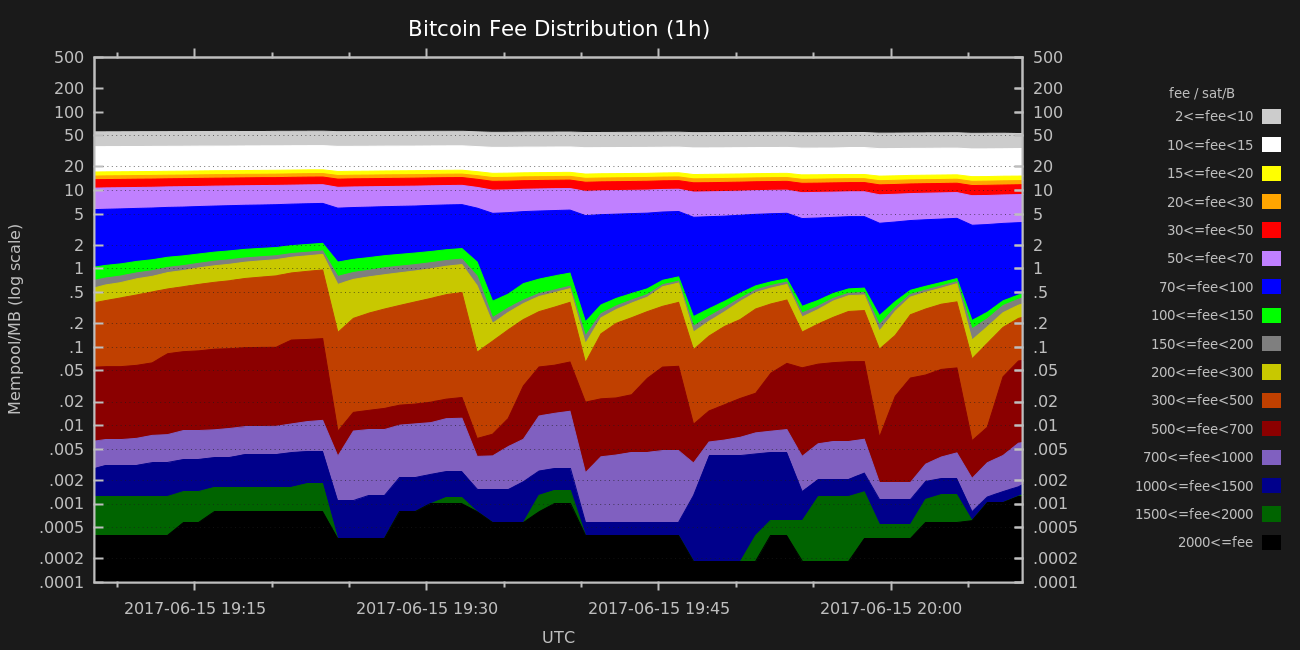 Bitcoin Fee Distribution (1h)
Mempool/MB (log scale)
500
200
100
50
20
10
5
2
1
.5
.2
.1
.05
.02
.01
.005
.002
.001
.0005
.0002
.0001
500
200
100
50
20
10
5
2
1
.5
.2
.1
.05
.02
.01
.005
.002
.001
.0005
.0002
.0001
2017-06-15 19:15
2017-06-15 19:30
2017-06-15 19:45
2017-06-15 20:00
UTC
fee / sat/B
2<=fee<10
10<=fee<15
15<=fee<20
20<=fee<30
30<=fee<50
50<=fee<70
70<=fee<100
100<=fee<150
150<=fee<200
200<=fee<300
300<=fee<500
500<=fee<700
700<=fee<1000
1000<=fee<1500
1500<=fee<2000
2000<=fee